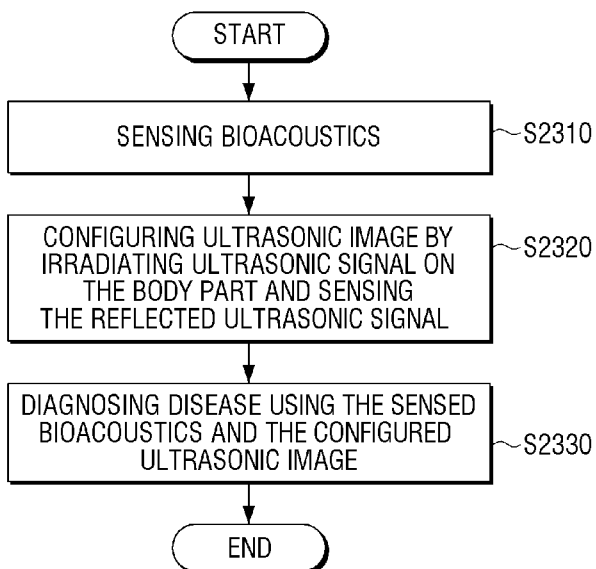 START
SENSING BIOACOUSTICS
S2310
CONFIGURING ULTRASONIC IMAGE BY
IRRADIATING ULTRASONIC SIGNAL ON
THE BODY PART AND SENSING
THE REFLECTED ULTRASONIC SIGNAL
S2320
DIAGNOSING DISEASE USING THE SENSED
BIOACOUSTICS AND THE CONFIGURED
ULTRASONIC IMAGE
S2330
END